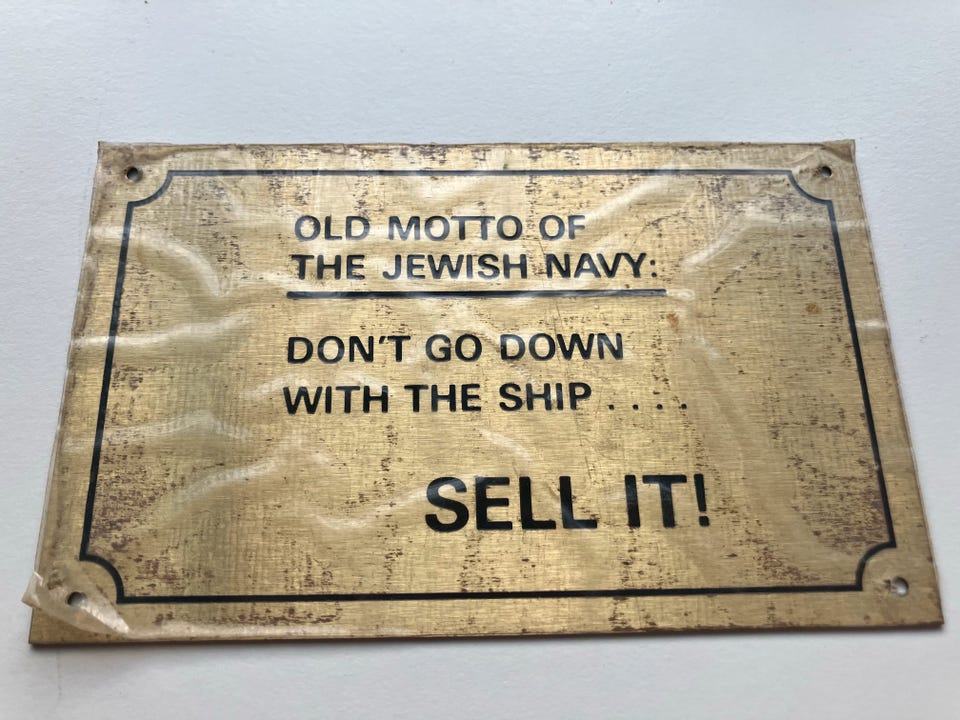 OLD MOTTO OF
THE JEWISH NAVY:
DON'T GO DOWN
WITH THE SHIP . . . .
SELL IT!